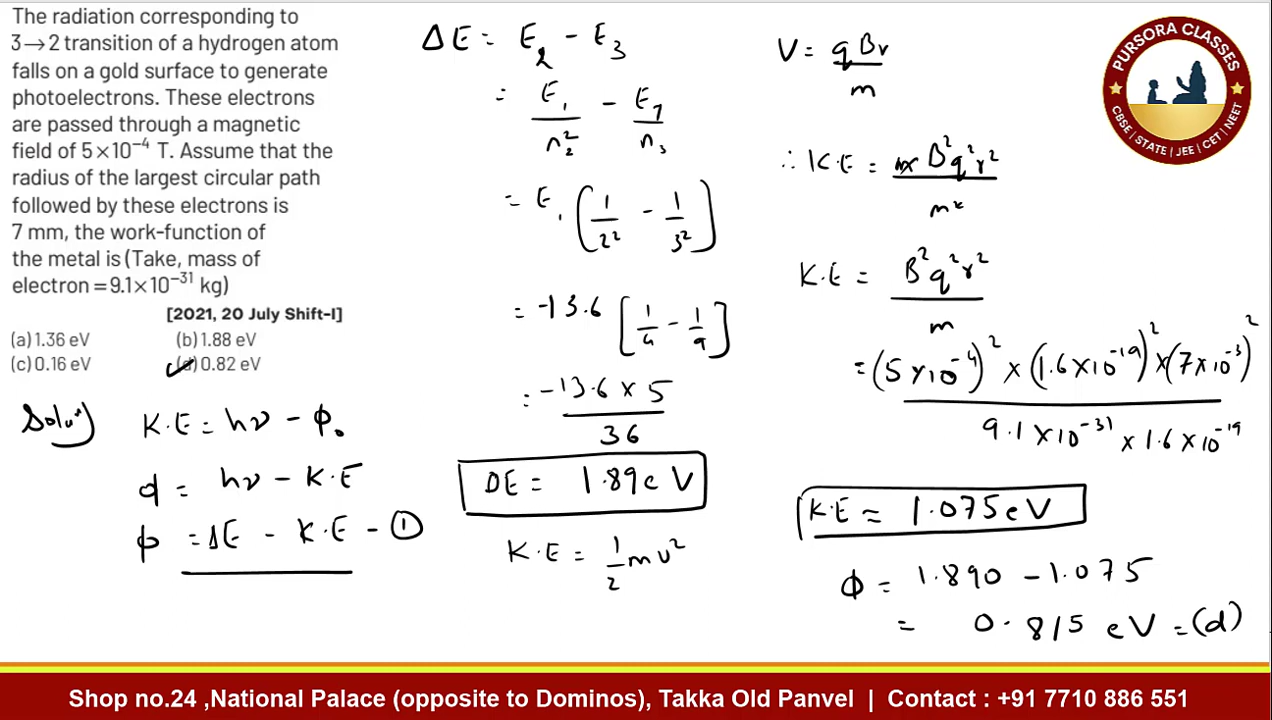 The radiation corresponding to
3→2 transition of a hydrogen atom
falls on a gold surface to generate
photoelectrons. These electrons
are passed through a magnetic
field of 5×10⁻⁴ T. Assume that the
radius of the largest circular path
followed by these electrons is
7 mm, the work-function of
the metal is (Take, mass of
electron = 9.1×10⁻³¹ kg)
[2021, 20 July Shift-I]
(a) 1.36 eV (b) 1.88 eV
(c) 0.16 eV (d) 0.82 eV
Soluⁿ)
K.E = hν − φ₀
φ = hν − K.E
φ = ΔE − K.E − ①
ΔE = E₂ − E₃
= E₁/n₂² − E₁/n₃
= E₁ (1/2² − 1/3²)
= −13.6 [1/4 − 1/9]
= −13.6 × 5 / 36
ΔE = 1.89 e V
K.E = 1/2 mv²
V = qBr / m
∴ K.E = B²q²r² / m²
K.E = B²q²r² / m
= (5×10⁻⁴)² × (1.6×10⁻¹⁹)² × (7×10⁻³)²
9.1×10⁻³¹ × 1.6×10⁻¹⁹
K.E = 1.075 eV
φ = 1.890 − 1.075
= 0.815 eV = (d)
PURSORA CLASSES
CBSE | STATE | JEE | CET | NEET
Shop no.24 ,National Palace (opposite to Dominos), Takka Old Panvel | Contact : +91 7710 886 551